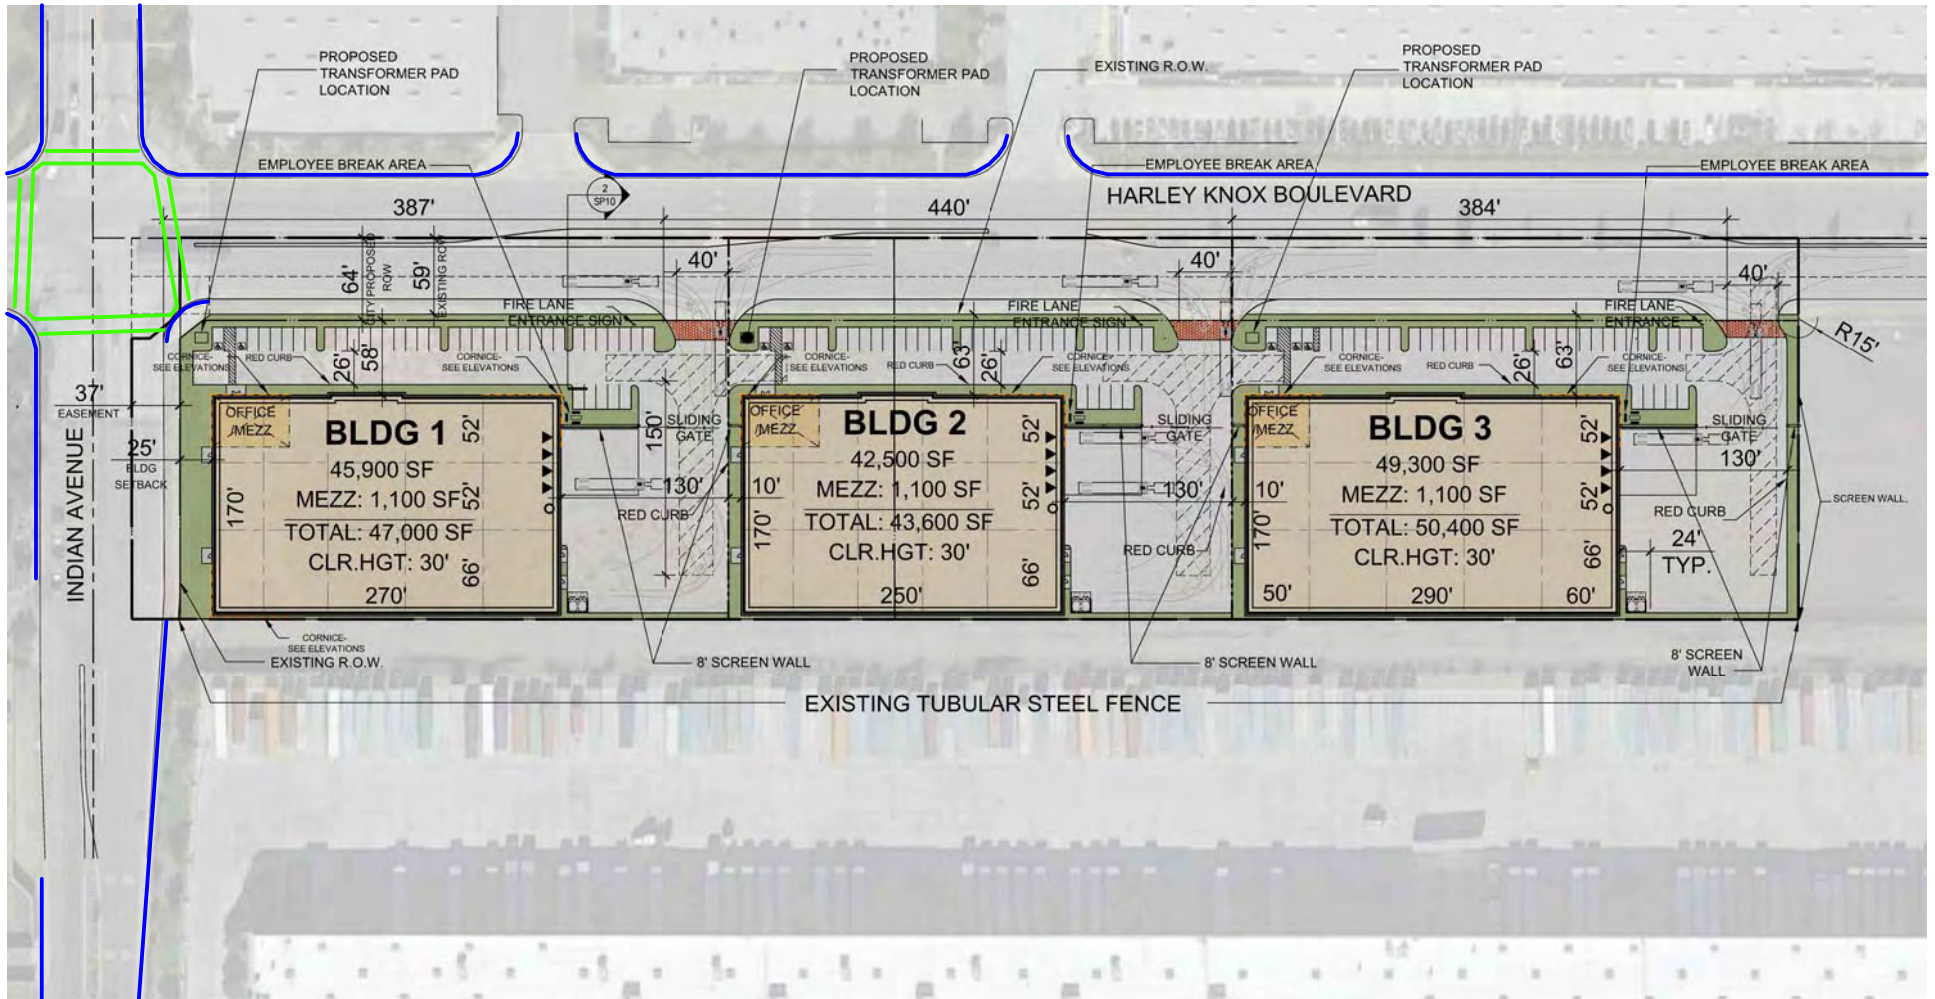 PROPOSED
TRANSFORMER PAD
LOCATION
PROPOSED
TRANSFORMER PAD
LOCATION
EXISTING R.O.W.
PROPOSED
TRANSFORMER PAD
LOCATION
EMPLOYEE BREAK AREA
EMPLOYEE BREAK AREA
EMPLOYEE BREAK AREA
2
SP10
HARLEY KNOX BOULEVARD
387'
440'
384'
64'
CITY PROPOSED
ROW
59'
EXISTING ROW
40'
40'
40'
FIRE LANE
ENTRANCE SIGN
FIRE LANE
ENTRANCE SIGN
FIRE LANE
ENTRANCE
R15'
CORNICE-
SEE ELEVATIONS
RED CURB
26'
58'
CORNICE-
SEE ELEVATIONS
CORNICE-
SEE ELEVATIONS
RED CURB
63'
26'
CORNICE-
SEE ELEVATIONS
CORNICE-
SEE ELEVATIONS
RED CURB
26'
63'
CORNICE-
SEE ELEVATIONS
37'
EASEMENT
25'
BLDG
SETBACK
INDIAN AVENUE
OFFICE
/MEZZ
BLDG 1
45,900 SF
MEZZ: 1,100 SF
TOTAL: 47,000 SF
CLR.HGT: 30'
270'
170'
52'
52'
66'
150'
SLIDING
GATE
130'
RED CURB
10'
OFFICE
/MEZZ
BLDG 2
42,500 SF
MEZZ: 1,100 SF
TOTAL: 43,600 SF
CLR.HGT: 30'
250'
170'
52'
52'
66'
SLIDING
GATE
130'
RED CURB
10'
OFFICE
/MEZZ
BLDG 3
49,300 SF
MEZZ: 1,100 SF
TOTAL: 50,400 SF
CLR.HGT: 30'
50'
290'
60'
170'
52'
52'
66'
SLIDING
GATE
130'
SCREEN WALL
RED CURB
24'
TYP.
CORNICE-
SEE ELEVATIONS
EXISTING R.O.W.
8' SCREEN WALL
8' SCREEN WALL
8' SCREEN
WALL
EXISTING TUBULAR STEEL FENCE